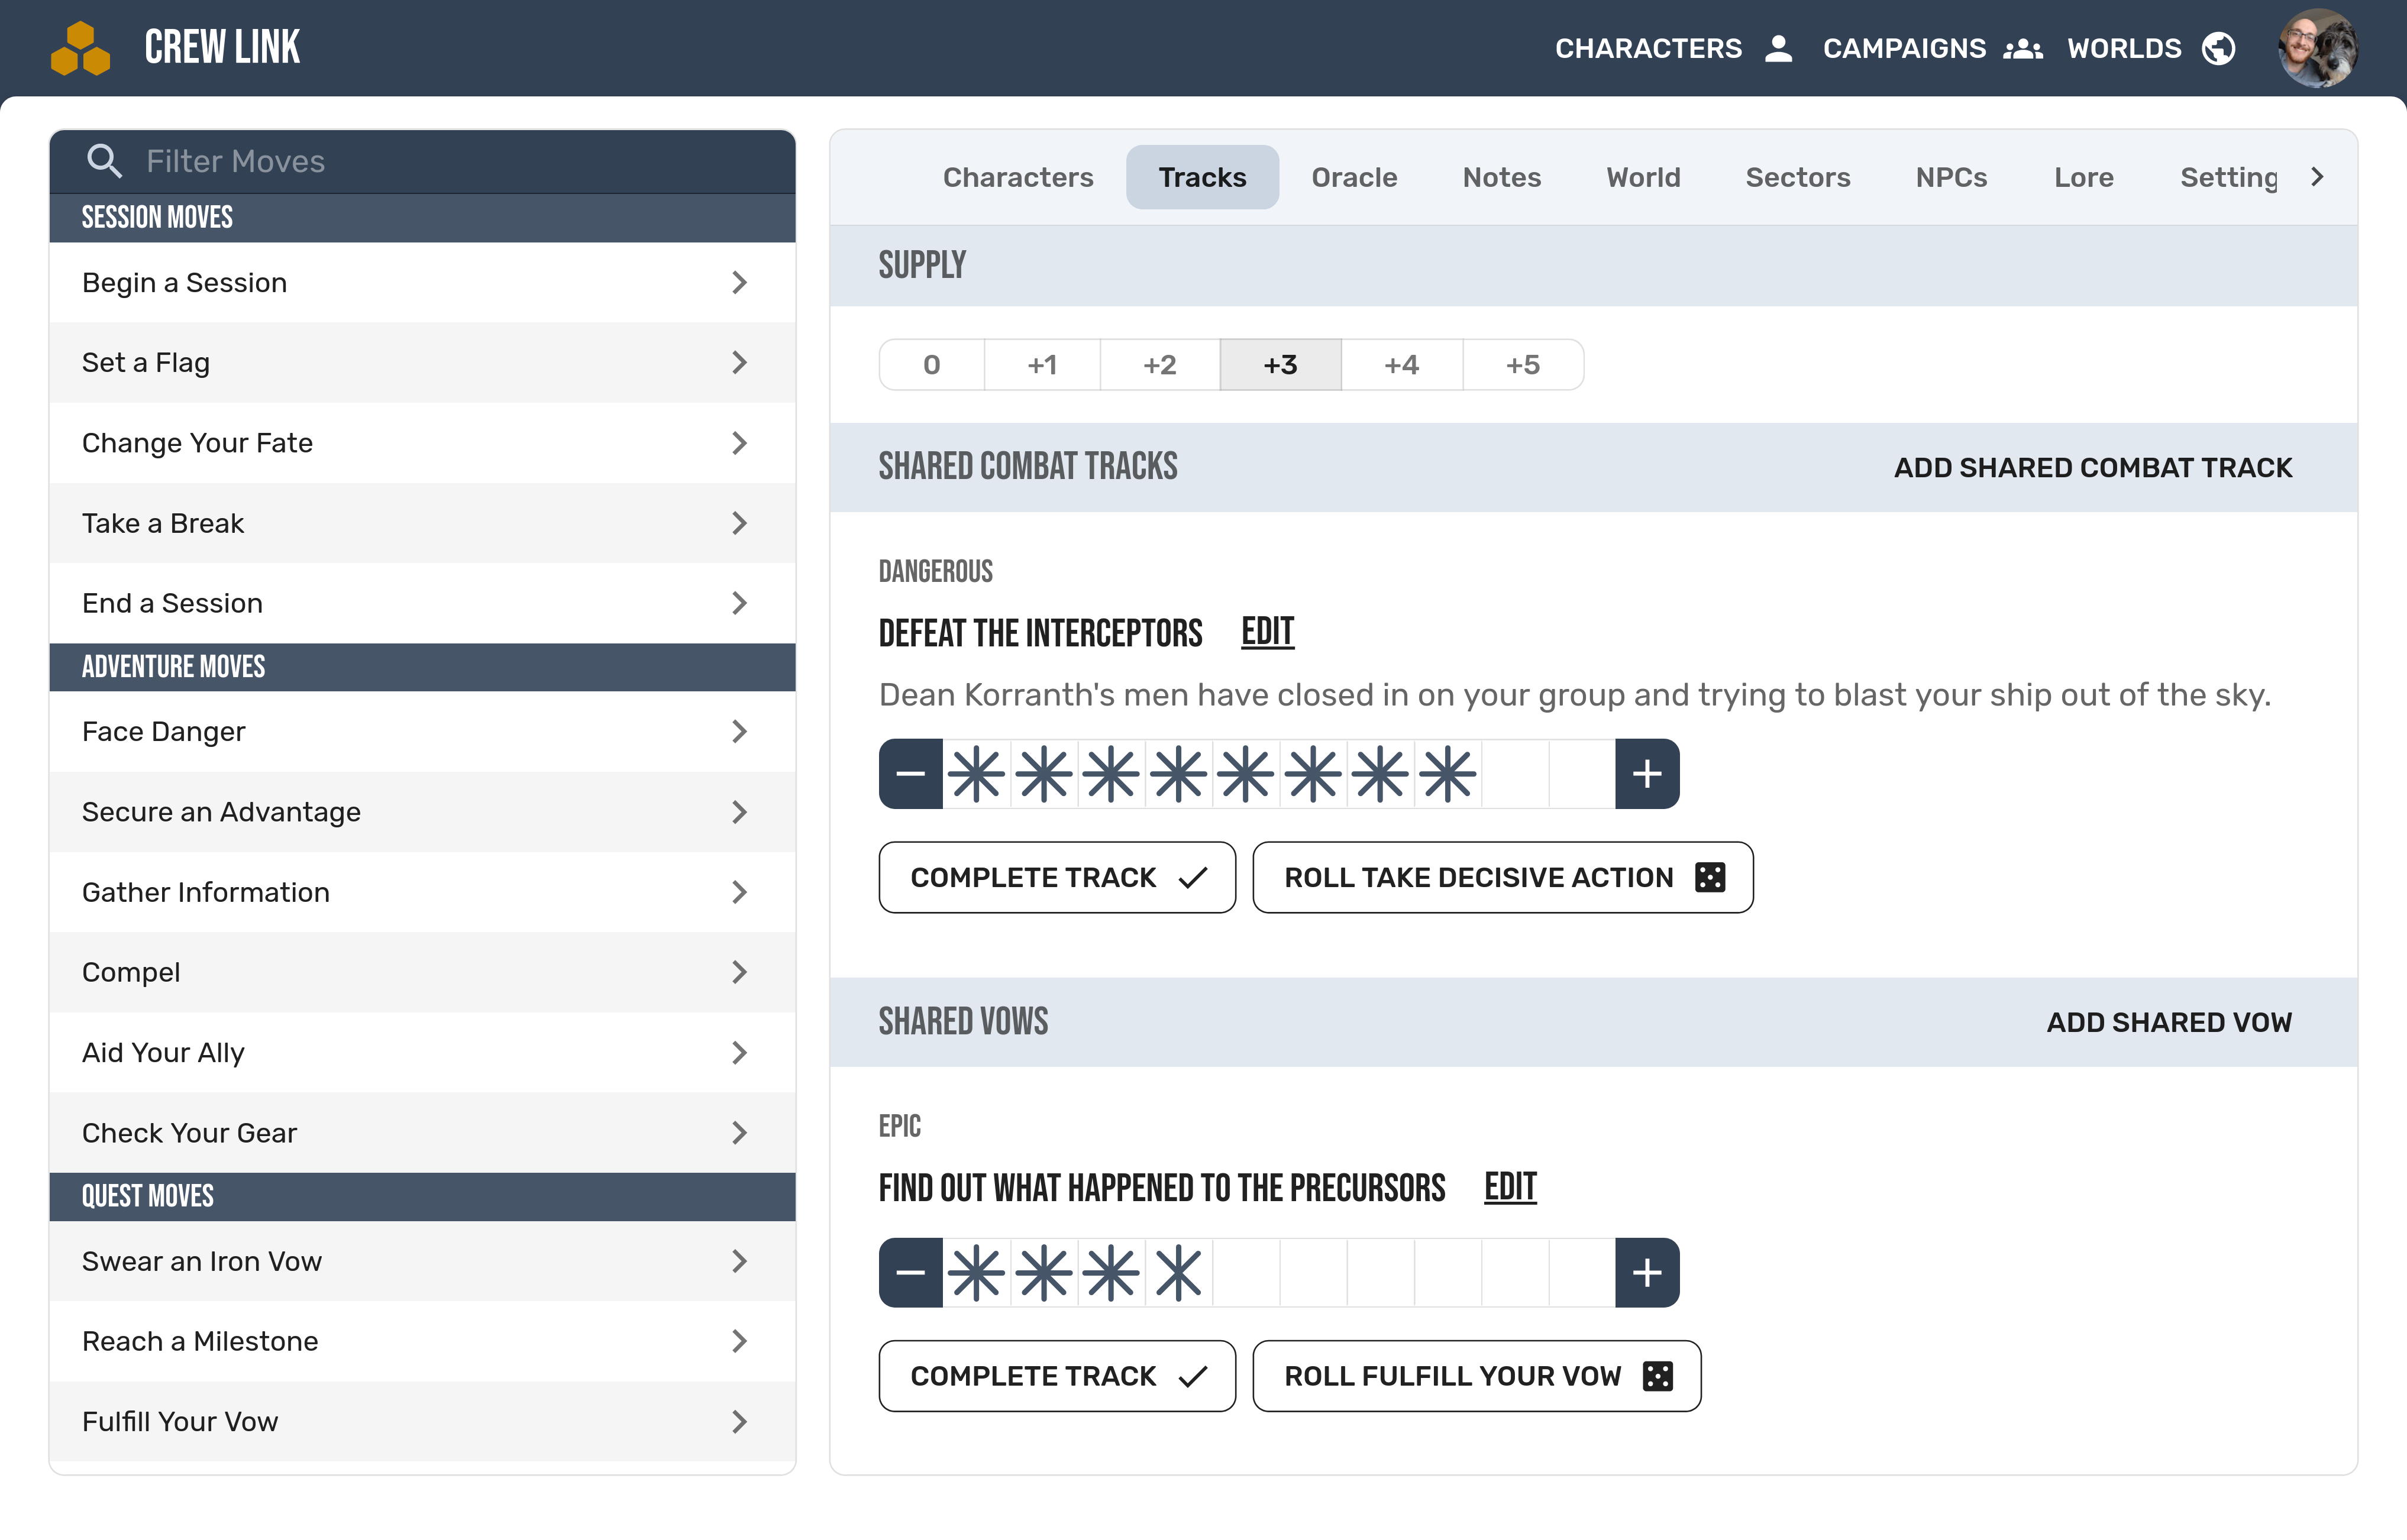 CREW LINK
CHARACTERS CAMPAIGNS WORLDS
Filter Moves
SESSION MOVES
Begin a Session
Set a Flag
Change Your Fate
Take a Break
End a Session
ADVENTURE MOVES
Face Danger
Secure an Advantage
Gather Information
Compel
Aid Your Ally
Check Your Gear
QUEST MOVES
Swear an Iron Vow
Reach a Milestone
Fulfill Your Vow
Characters Tracks Oracle Notes World Sectors NPCs Lore Setting
SUPPLY
0 +1 +2 +3 +4 +5
SHARED COMBAT TRACKS ADD SHARED COMBAT TRACK
DANGEROUS
DEFEAT THE INTERCEPTORS EDIT
Dean Korranth's men have closed in on your group and trying to blast your ship out of the sky.
COMPLETE TRACK ROLL TAKE DECISIVE ACTION
SHARED VOWS ADD SHARED VOW
EPIC
FIND OUT WHAT HAPPENED TO THE PRECURSORS EDIT
COMPLETE TRACK ROLL FULFILL YOUR VOW